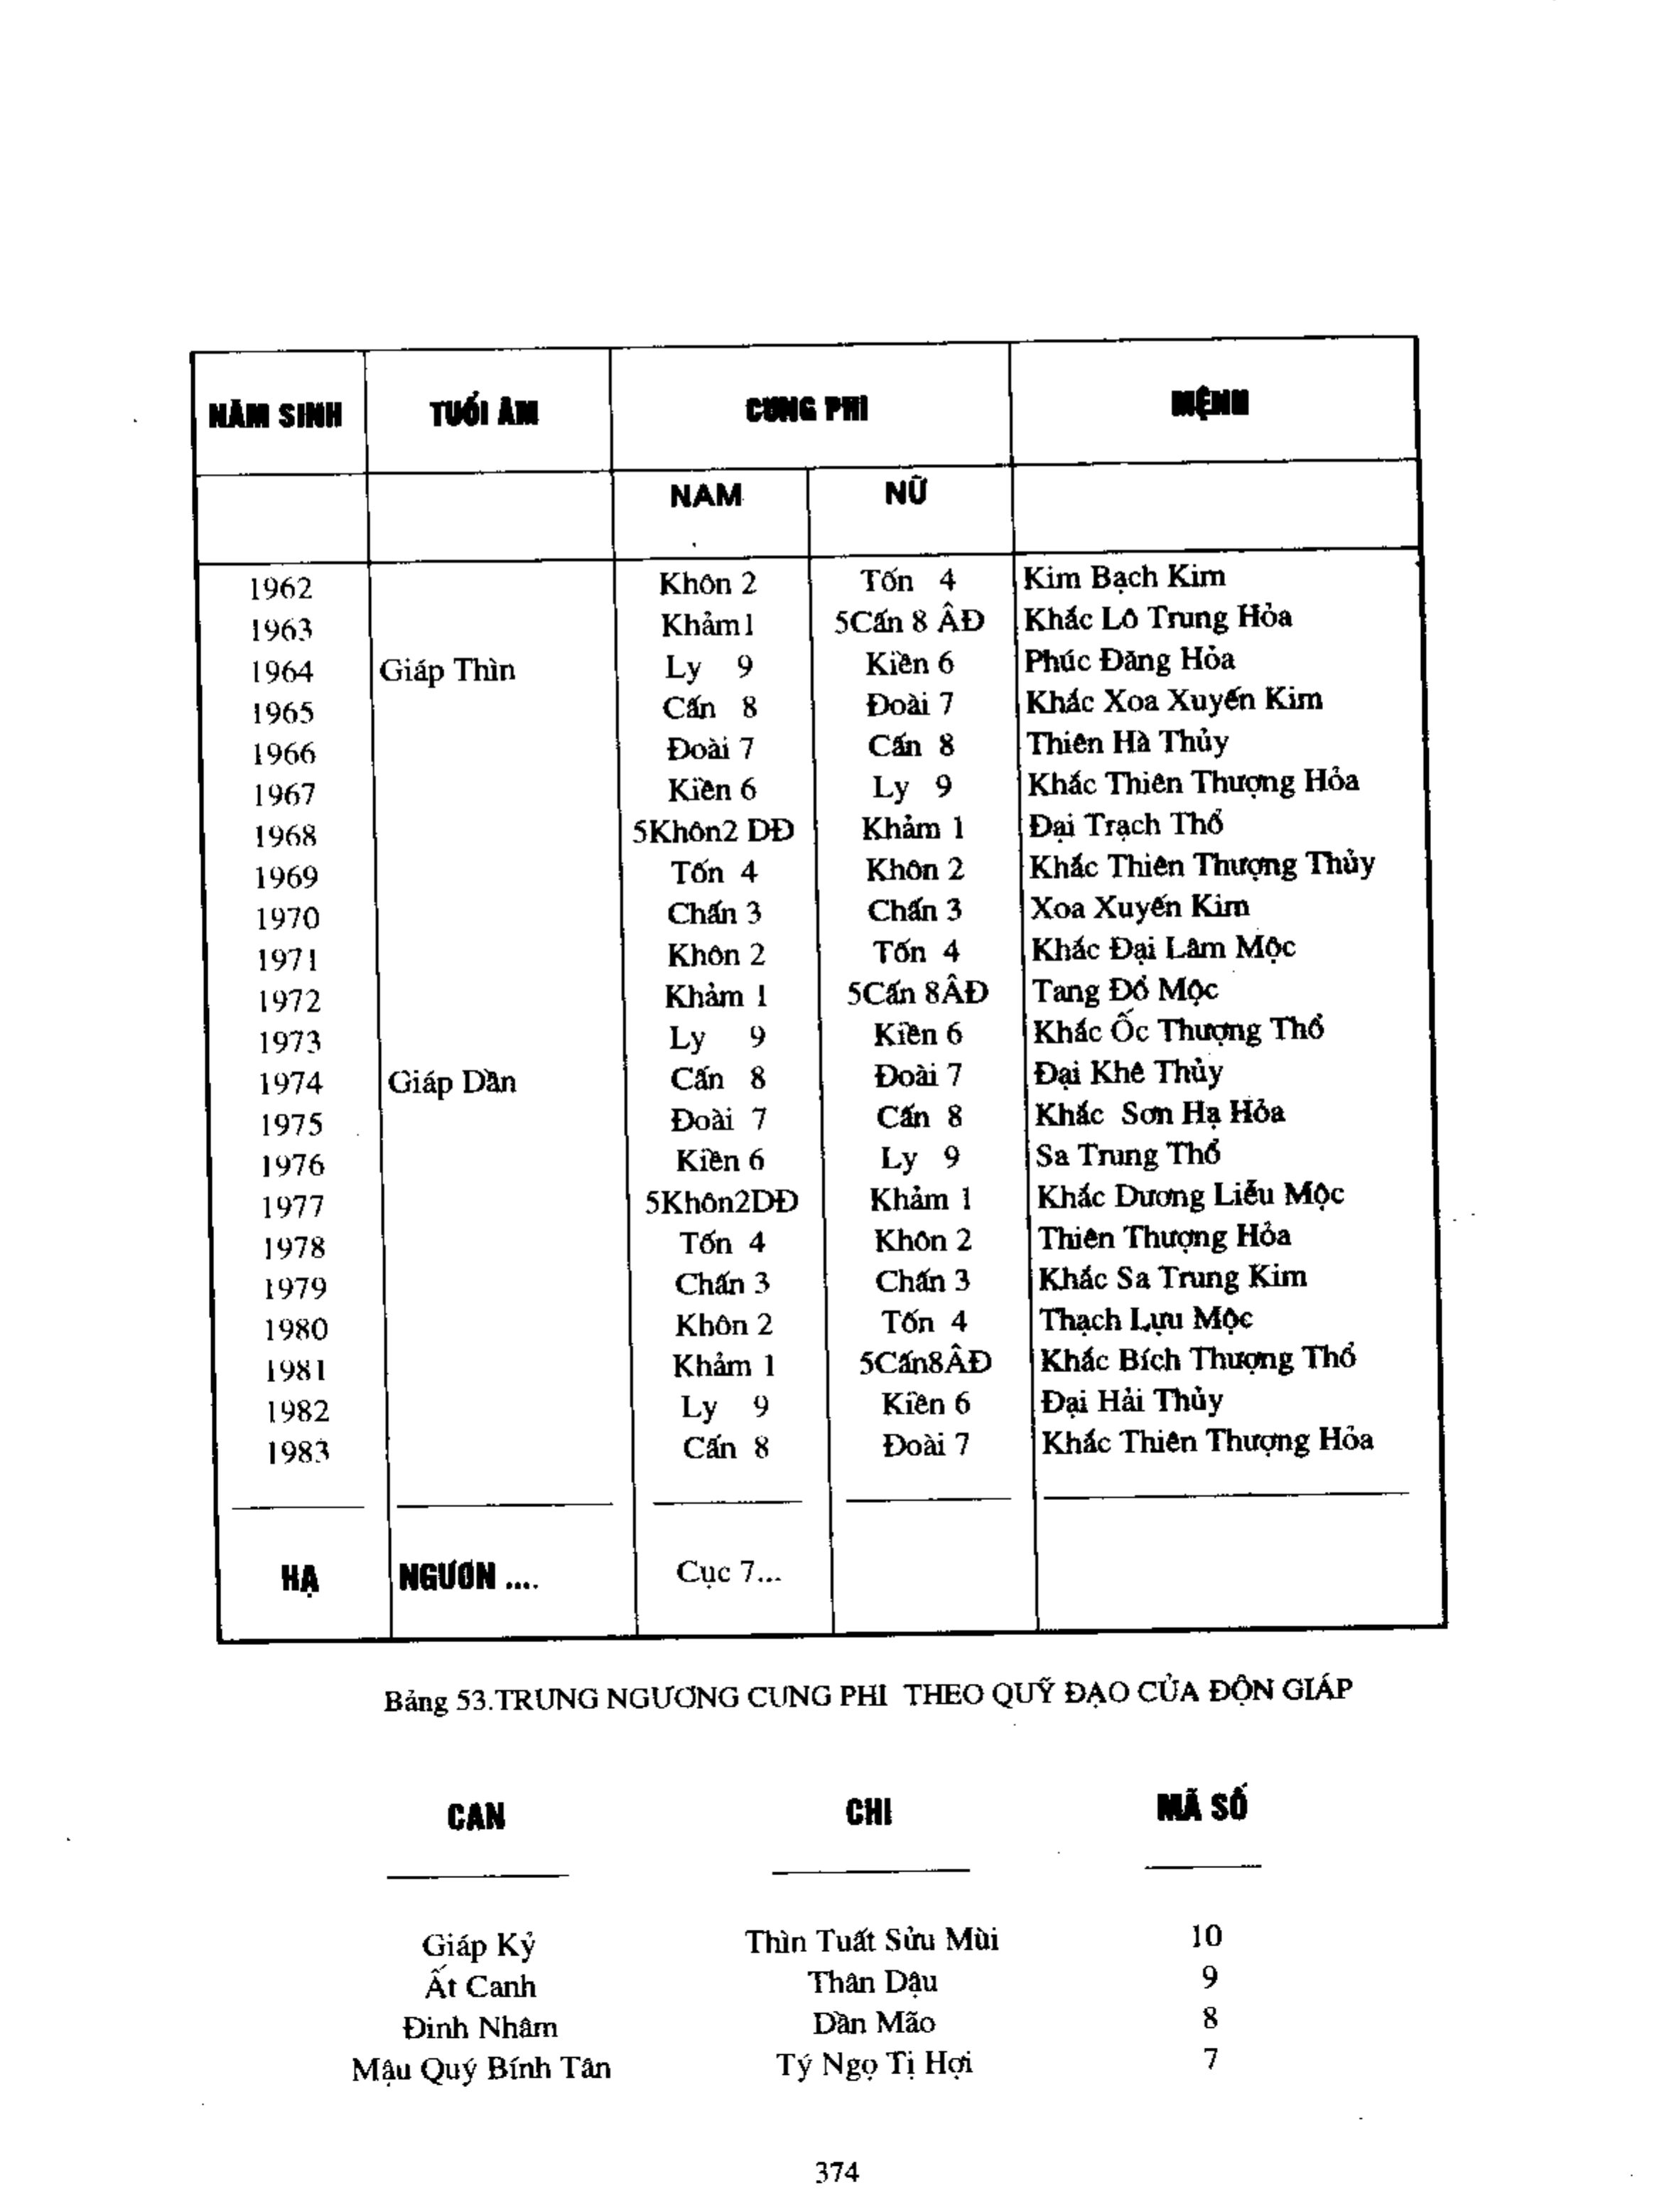 NĂM SINH TUỔI ÂM CUNG PHI MỆNH
NAM NỮ
1962 Khôn 2 Tốn 4 Kim Bạch Kim
1963 Khảm1 5Cấn 8 ÂĐ Khắc Lô Trung Hỏa
1964 Giáp Thìn Ly 9 Kiền 6 Phúc Đăng Hỏa
1965 Cấn 8 Đoài 7 Khắc Xoa Xuyến Kim
1966 Đoài 7 Cấn 8 Thiên Hà Thủy
1967 Kiền 6 Ly 9 Khắc Thiên Thượng Hỏa
1968 5Khôn2 DĐ Khảm 1 Đại Trạch Thổ
1969 Tốn 4 Khôn 2 Khắc Thiên Thượng Thủy
1970 Chấn 3 Chấn 3 Xoa Xuyến Kim
1971 Khôn 2 Tốn 4 Khắc Đại Lâm Mộc
1972 Khảm 1 5Cấn 8ÂĐ Tang Đố Mộc
1973 Ly 9 Kiền 6 Khắc Ốc Thượng Thổ
1974 Giáp Dần Cấn 8 Đoài 7 Đại Khê Thủy
1975 Đoài 7 Cấn 8 Khắc Sơn Hạ Hỏa
1976 Kiền 6 Ly 9 Sa Trung Thổ
1977 5Khôn2DĐ Khảm 1 Khắc Dương Liễu Mộc
1978 Tốn 4 Khôn 2 Thiên Thượng Hỏa
1979 Chấn 3 Chấn 3 Khắc Sa Trung Kim
1980 Khôn 2 Tốn 4 Thạch Lựu Mộc
1981 Khảm 1 5Cấn8ÂĐ Khắc Bích Thượng Thổ
1982 Ly 9 Kiền 6 Đại Hải Thủy
1983 Cấn 8 Đoài 7 Khắc Thiên Thượng Hỏa
HẠ NGƯƠN .... Cục 7...
Bảng 53.TRUNG NGƯƠNG CUNG PHI THEO QUỸ ĐẠO CỦA ĐỘN GIÁP
CAN CHI MÃ SỐ
Giáp Kỷ Thìn Tuất Sửu Mùi 10
Ất Canh Thân Dậu 9
Đinh Nhâm Dần Mão 8
Mậu Quý Bính Tân Tý Ngọ Tị Hợi 7
374